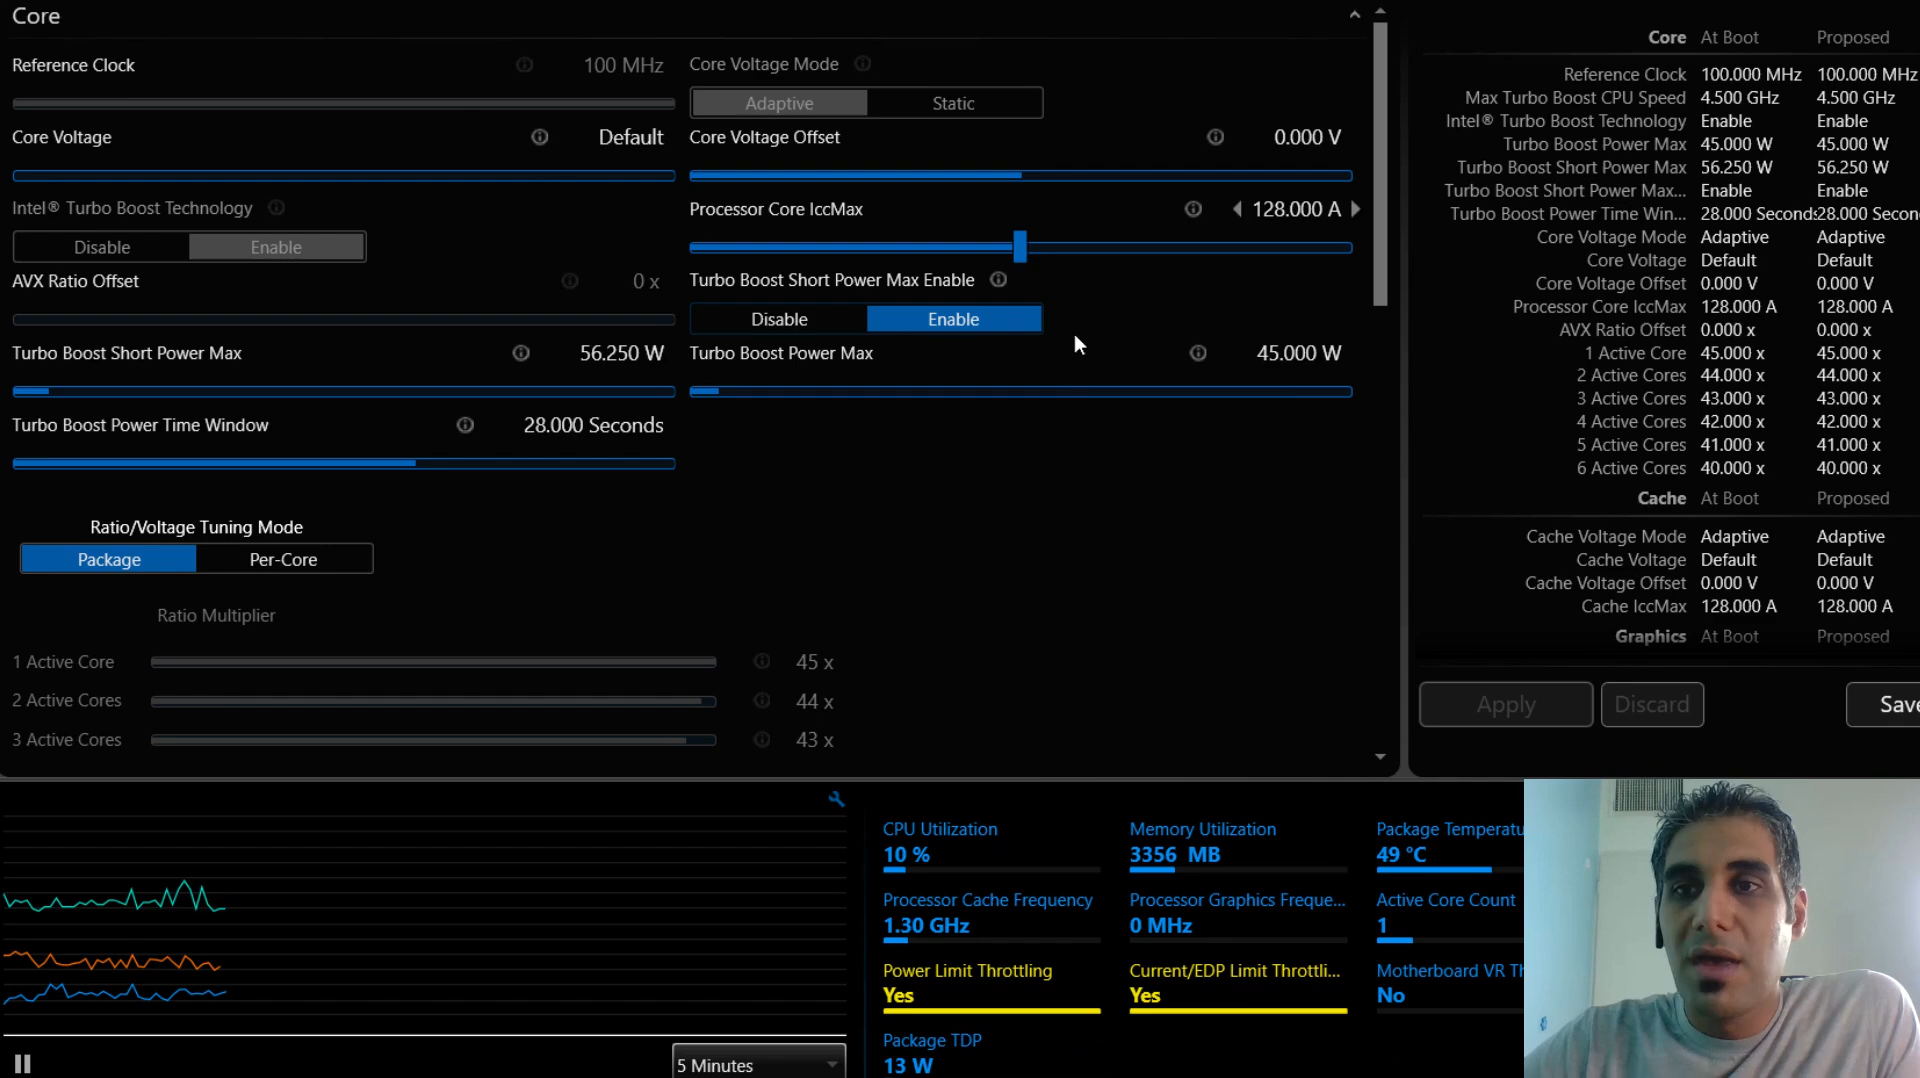 Core
Reference Clock 100 MHz
Core Voltage Mode
Adaptive Static
Core Voltage Default
Core Voltage Offset 0.000 V
Intel® Turbo Boost Technology
Disable Enable
Processor Core IccMax 128.000 A
AVX Ratio Offset 0 x
Turbo Boost Short Power Max Enable
Disable Enable
Turbo Boost Short Power Max 56.250 W
Turbo Boost Power Max 45.000 W
Turbo Boost Power Time Window 28.000 Seconds
Ratio/Voltage Tuning Mode
Package Per-Core
Ratio Multiplier
1 Active Core 45 x
2 Active Cores 44 x
3 Active Cores 43 x
Core At Boot Proposed
Reference Clock 100.000 MHz 100.000 MHz
Max Turbo Boost CPU Speed 4.500 GHz 4.500 GHz
Intel® Turbo Boost Technology Enable Enable
Turbo Boost Power Max 45.000 W 45.000 W
Turbo Boost Short Power Max 56.250 W 56.250 W
Turbo Boost Short Power Max... Enable Enable
Turbo Boost Power Time Win... 28.000 Seconds 28.000 Secon
Core Voltage Mode Adaptive Adaptive
Core Voltage Default Default
Core Voltage Offset 0.000 V 0.000 V
Processor Core IccMax 128.000 A 128.000 A
AVX Ratio Offset 0.000 x 0.000 x
1 Active Core 45.000 x 45.000 x
2 Active Cores 44.000 x 44.000 x
3 Active Cores 43.000 x 43.000 x
4 Active Cores 42.000 x 42.000 x
5 Active Cores 41.000 x 41.000 x
6 Active Cores 40.000 x 40.000 x
Cache At Boot Proposed
Cache Voltage Mode Adaptive Adaptive
Cache Voltage Default Default
Cache Voltage Offset 0.000 V 0.000 V
Cache IccMax 128.000 A 128.000 A
Graphics At Boot Proposed
Apply Discard Save
5 Minutes
CPU Utilization
10 %
Memory Utilization
3356 MB
Package Temperatu
49 °C
Processor Cache Frequency
1.30 GHz
Processor Graphics Freque...
0 MHz
Active Core Count
1
Power Limit Throttling
Yes
Current/EDP Limit Throttli...
Yes
Motherboard VR Th
No
Package TDP
13 W